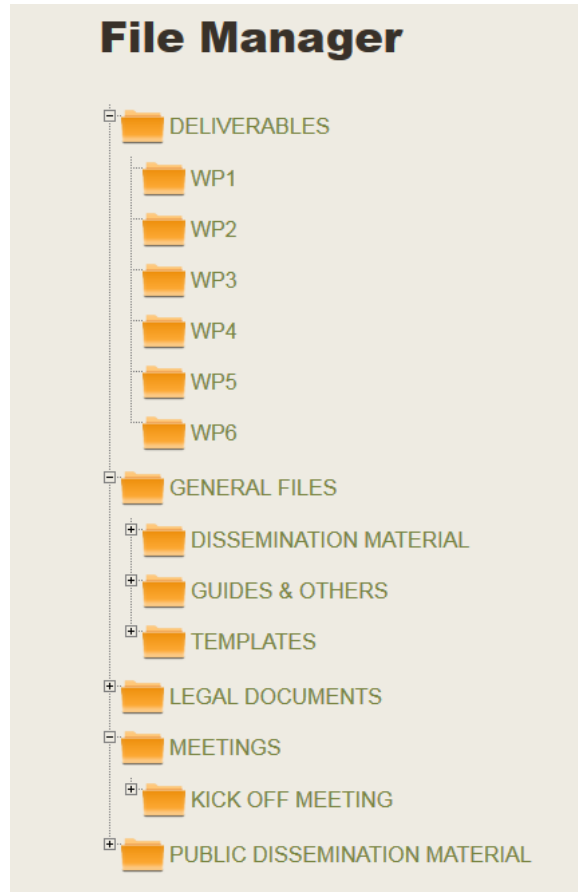 File Manager
DELIVERABLES
WP1
WP2
WP3
WP4
WP5
WP6
GENERAL FILES
DISSEMINATION MATERIAL
GUIDES & OTHERS
TEMPLATES
LEGAL DOCUMENTS
MEETINGS
KICK OFF MEETING
PUBLIC DISSEMINATION MATERIAL